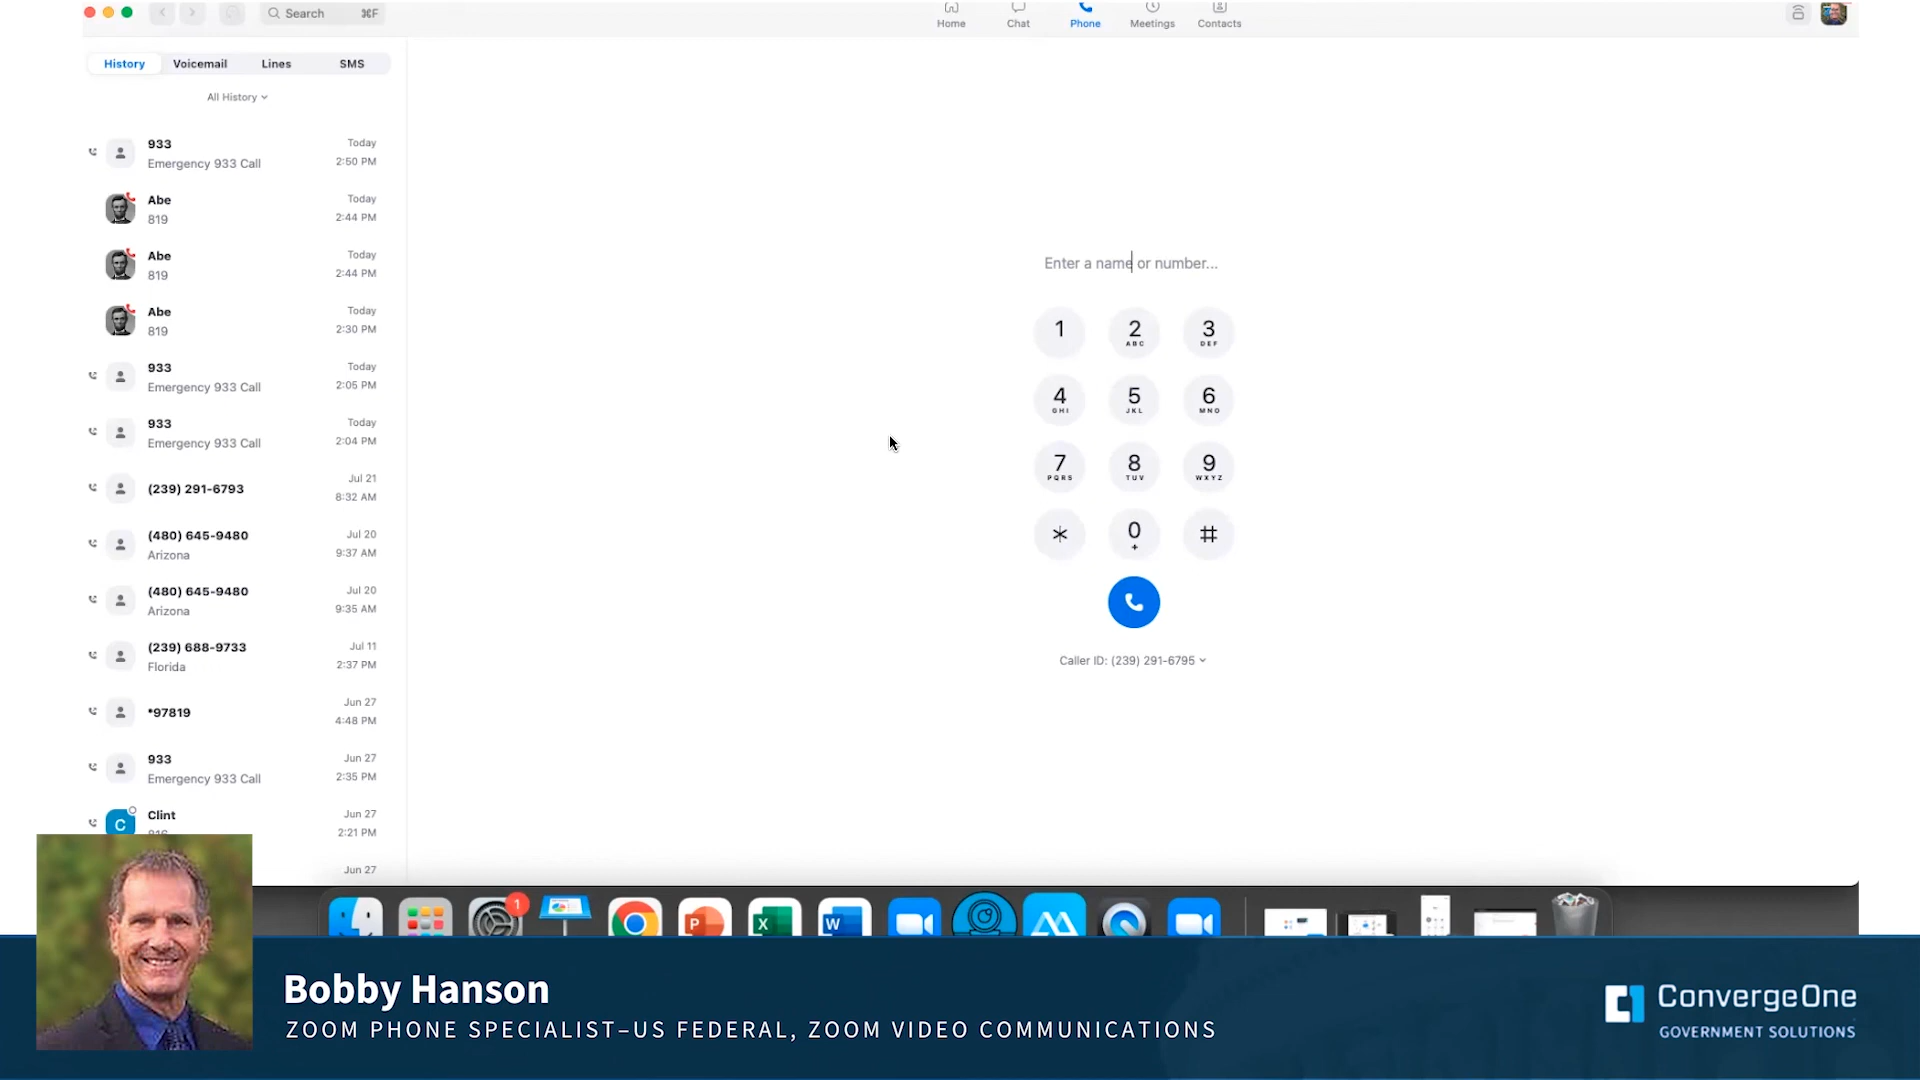 Search ⌘F
Home
Chat
Phone
Meetings
Contacts
History
Voicemail
Lines
SMS
All History
933
Emergency 933 Call
Today
2:50 PM
Abe
819
Today
2:44 PM
Abe
819
Today
2:44 PM
Abe
819
Today
2:30 PM
933
Emergency 933 Call
Today
2:05 PM
933
Emergency 933 Call
Today
2:04 PM
(239) 291-6793
Jul 21
8:32 AM
(480) 645-9480
Arizona
Jul 20
9:37 AM
(480) 645-9480
Arizona
Jul 20
9:35 AM
(239) 688-9733
Florida
Jul 11
2:37 PM
*97819
Jun 27
4:48 PM
933
Emergency 933 Call
Jun 27
2:35 PM
C
Clint
Jun 27
2:21 PM
Jun 27
Enter a name or number...
1 2 3
ABC DEF
4 5 6
GHI JKL MNO
7 8 9
PQRS TUV WXYZ
* 0 #
+
Caller ID: (239) 291-6795
1
P
X
W
Bobby Hanson
ZOOM PHONE SPECIALIST–US FEDERAL, ZOOM VIDEO COMMUNICATIONS
ConvergeOne
GOVERNMENT SOLUTIONS